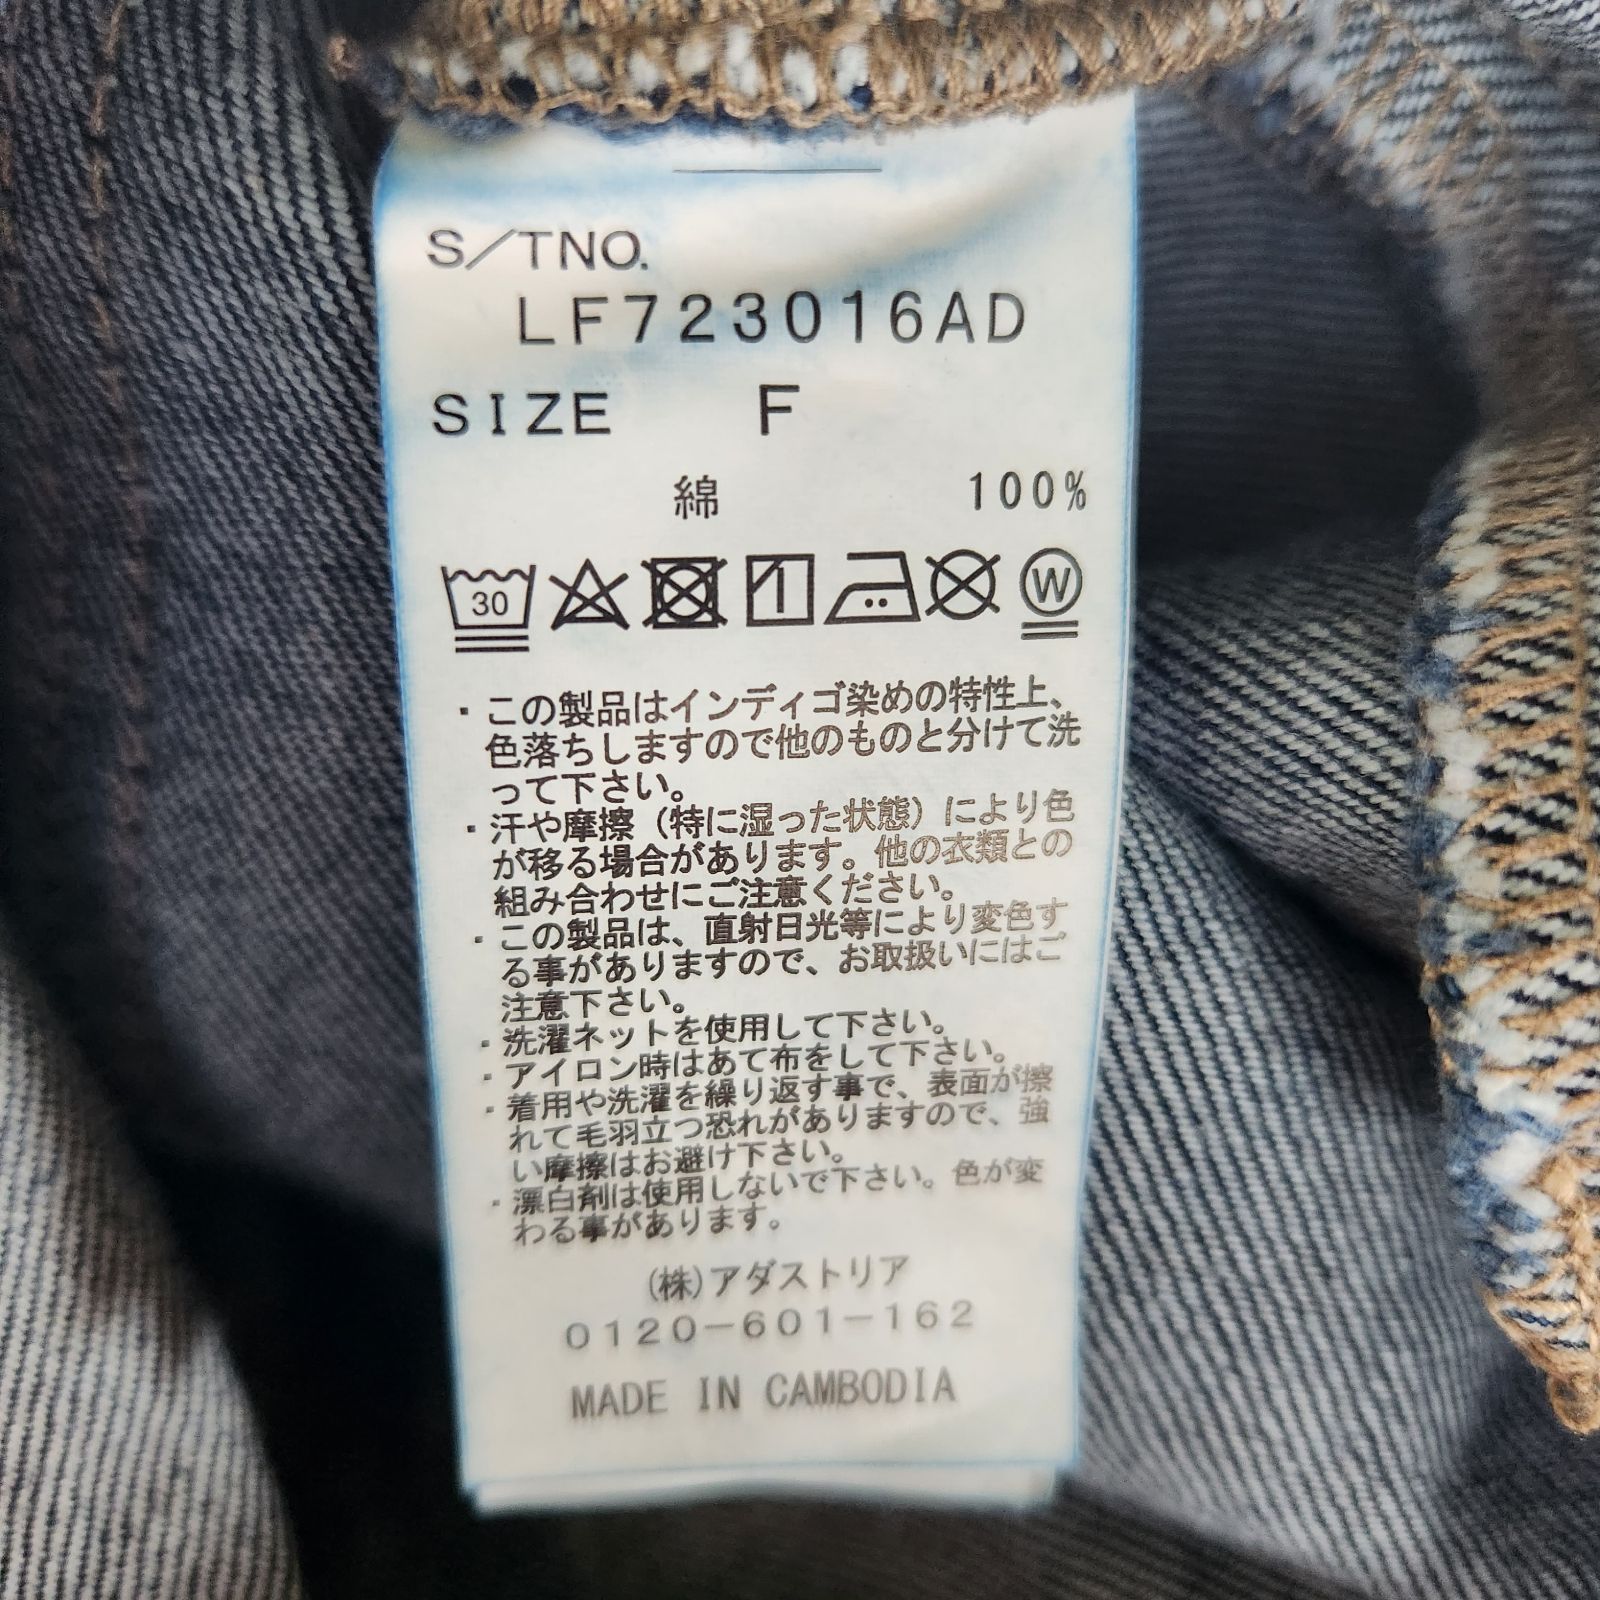 S/TNO.
LF723016AD
SIZE F
綿 100%
30 1 W
・この製品はインディゴ染めの特性上、
色落ちしますので他のものと分けて洗
って下さい。
・汗や摩擦（特に湿った状態）により色
が移る場合があります。他の衣類との
組み合わせにご注意ください。
・この製品は、直射日光等により変色す
る事がありますので、お取扱いにはご
注意下さい。
・洗濯ネットを使用して下さい。
・アイロン時はあて布をして下さい。
・着用や洗濯を繰り返す事で、表面が擦
れて毛羽立つ恐れがありますので、強
い摩擦はお避け下さい。
・漂白剤は使用しないで下さい。色が変
わる事があります。
(株)アダストリア
0120-601-162
MADE IN CAMBODIA